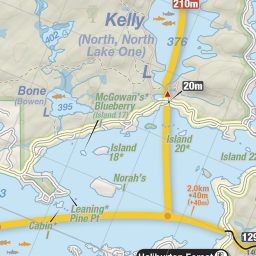 210m
Kelly
(North, North
Lake One)
L
376
Bone
(Bowen)
L
395
McGowan's*
Blueberry
(Island 17)
20m
Island
18*
Island
20*
Island 22
Norah's
I
2.0km
+40m
(+40m)
Leaning*
Pine Pt
Cabin*
I
129
Haliburton Forest